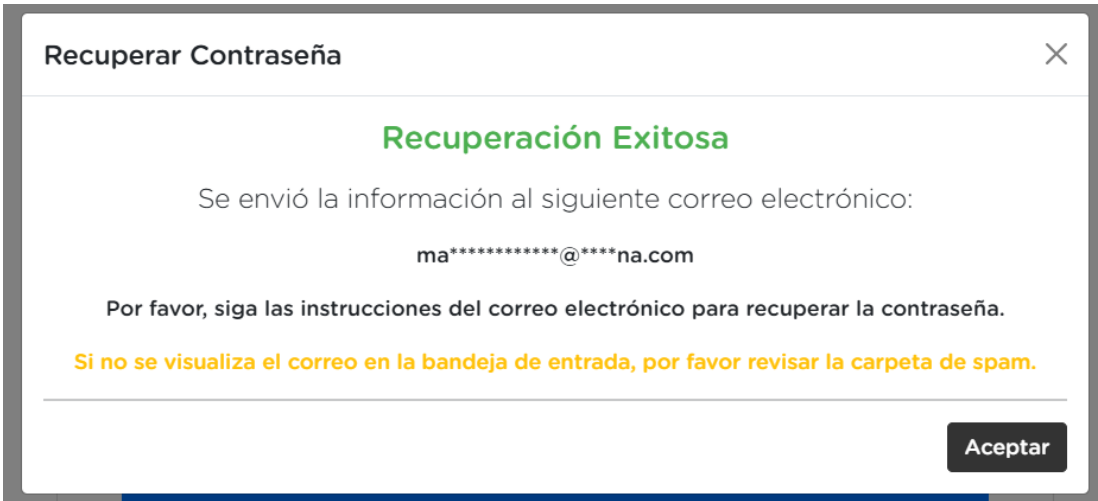 Recuperar Contraseña
Recuperación Exitosa
Se envió la información al siguiente correo electrónico:
ma************@****na.com
Por favor, siga las instrucciones del correo electrónico para recuperar la contraseña.
Si no se visualiza el correo en la bandeja de entrada, por favor revisar la carpeta de spam.
Aceptar